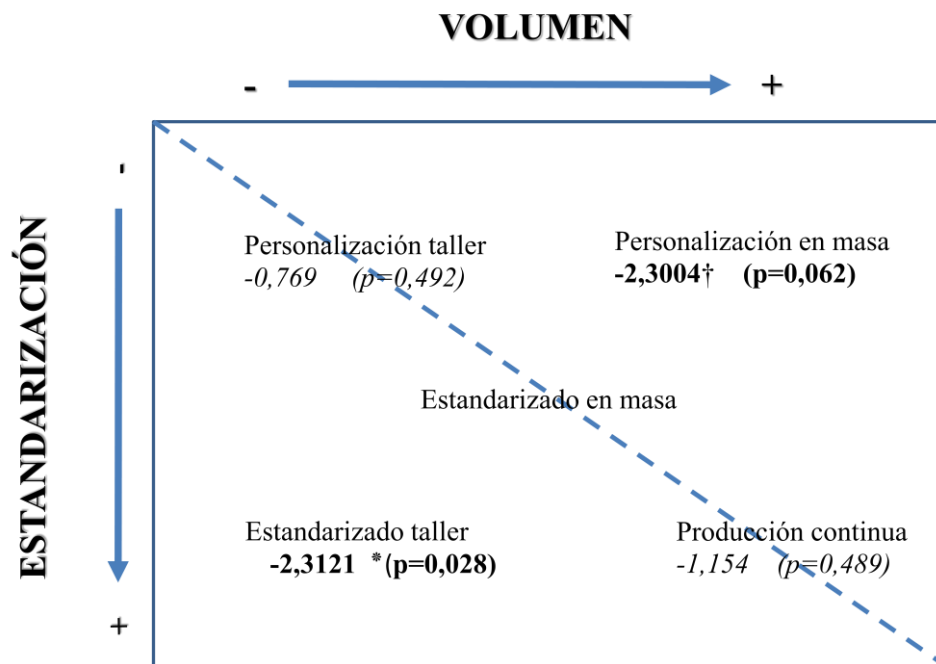 VOLUMEN
- +
-
ESTANDARIZACIÓN
Personalización taller
-0,769 (p=0,492)
Personalización en masa
-2,3004† (p=0,062)
Estandarizado en masa
Estandarizado taller
-2,3121 *(p=0,028)
Producción continua
-1,154 (p=0,489)
+